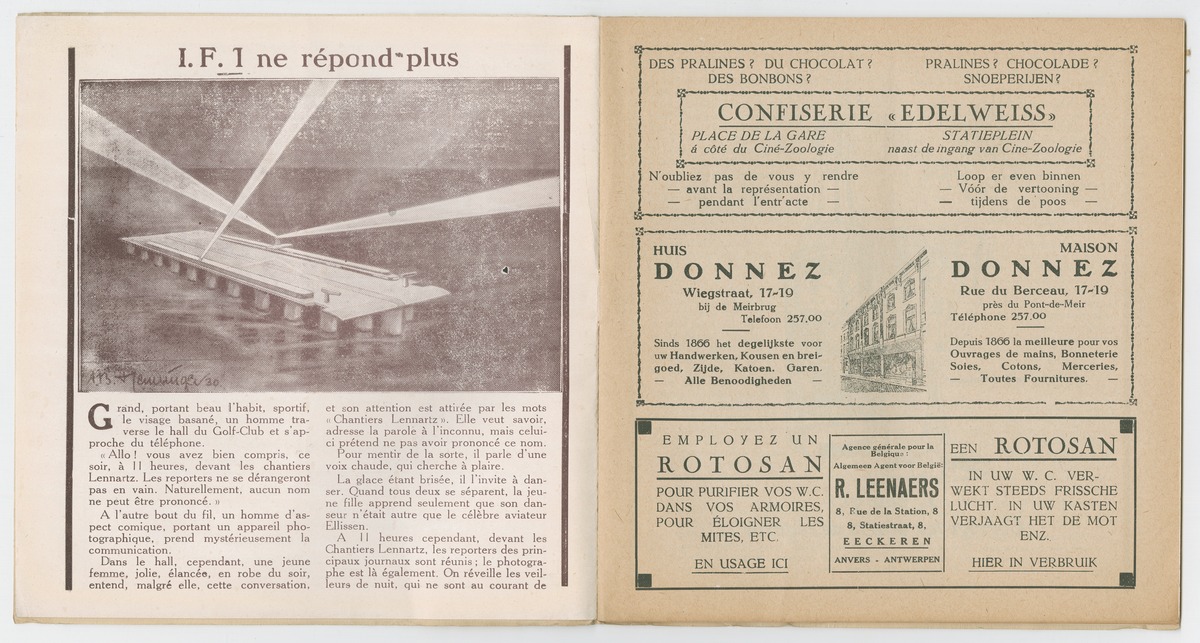 I.F. 1 ne répond plus
Grand, portant beau l'habit, sportif,
le visage basané, un homme tra-
verse le hall du Golf-Club et s'ap-
proche du téléphone.
« Allo ! vous avez bien compris, ce
soir, à 11 heures, devant les chantiers
Lennartz. Les reporters ne se dérangeront
pas en vain. Naturellement, aucun nom
ne peut être prononcé. »
A l'autre bout du fil, un homme d'as-
pect comique, portant un appareil pho-
tographique, prend mystérieusement la
communication.
Dans le hall, cependant, une jeune
femme, jolie, élancée, en robe du soir,
entend, malgré elle, cette conversation,
et son attention est attirée par les mots
« Chantiers Lennartz ». Elle veut savoir,
adresse la parole à l'inconnu, mais celui-
ci prétend ne pas avoir prononcé ce nom.
Pour mentir de la sorte, il parle d'une
voix chaude, qui cherche à plaire.
La glace étant brisée, il l'invite à dan-
ser. Quand tous deux se séparent, la jeu-
ne fille apprend seulement que son dan-
seur n'était autre que le célèbre aviateur
Ellissen.
A 11 heures cependant, devant les
Chantiers Lennartz, les reporters des prin-
cipaux journaux sont réunis ; le photogra-
phe est là également. On réveille les veil-
leurs de nuit, qui ne sont au courant de
DES PRALINES ? DU CHOCOLAT ?
DES BONBONS ?
PRALINES ? CHOCOLADE ?
SNOEPERIJEN ?
CONFISERIE « EDELWEISS »
PLACE DE LA GARE
á côté du Ciné-Zoologie
STATIEPLEIN
naast de ingang van Cine-Zoologie
N'oubliez pas de vous y rendre
— avant la représentation —
— pendant l'entr'acte —
Loop er even binnen
— Vóór de vertooning —
— tijdens de poos —
HUIS
DONNEZ
Wiegstraat, 17-19
bij de Meirbrug
Telefoon 257.00
Sinds 1866 het degelijkste voor
uw Handwerken, Kousen en brei-
goed, Zijde, Katoen. Garen.
— Alle Benoodigheden —
MAISON
DONNEZ
Rue du Berceau, 17-19
près du Pont-de-Meir
Téléphone 257.00
Depuis 1866 la meilleure pour vos
Ouvrages de mains, Bonneterie
Soies, Cotons, Merceries,
— Toutes Fournitures. —
EMPLOYEZ UN
ROTOSAN
POUR PURIFIER VOS W.C.
DANS VOS ARMOIRES,
POUR ÉLOIGNER LES
MITES, ETC.
EN USAGE ICI
Agence générale pour la
Belgique :
Algemeen Agent voor België:
R. LEENAERS
8, Rue de la Station, 8
8, Statiestraat, 8,
EECKEREN
ANVERS - ANTWERPEN
EEN ROTOSAN
IN UW W. C. VER-
WEKT STEEDS FRISSCHE
LUCHT. IN UW KASTEN
VERJAAGT HET DE MOT
ENZ.
HIER IN VERBRUIK